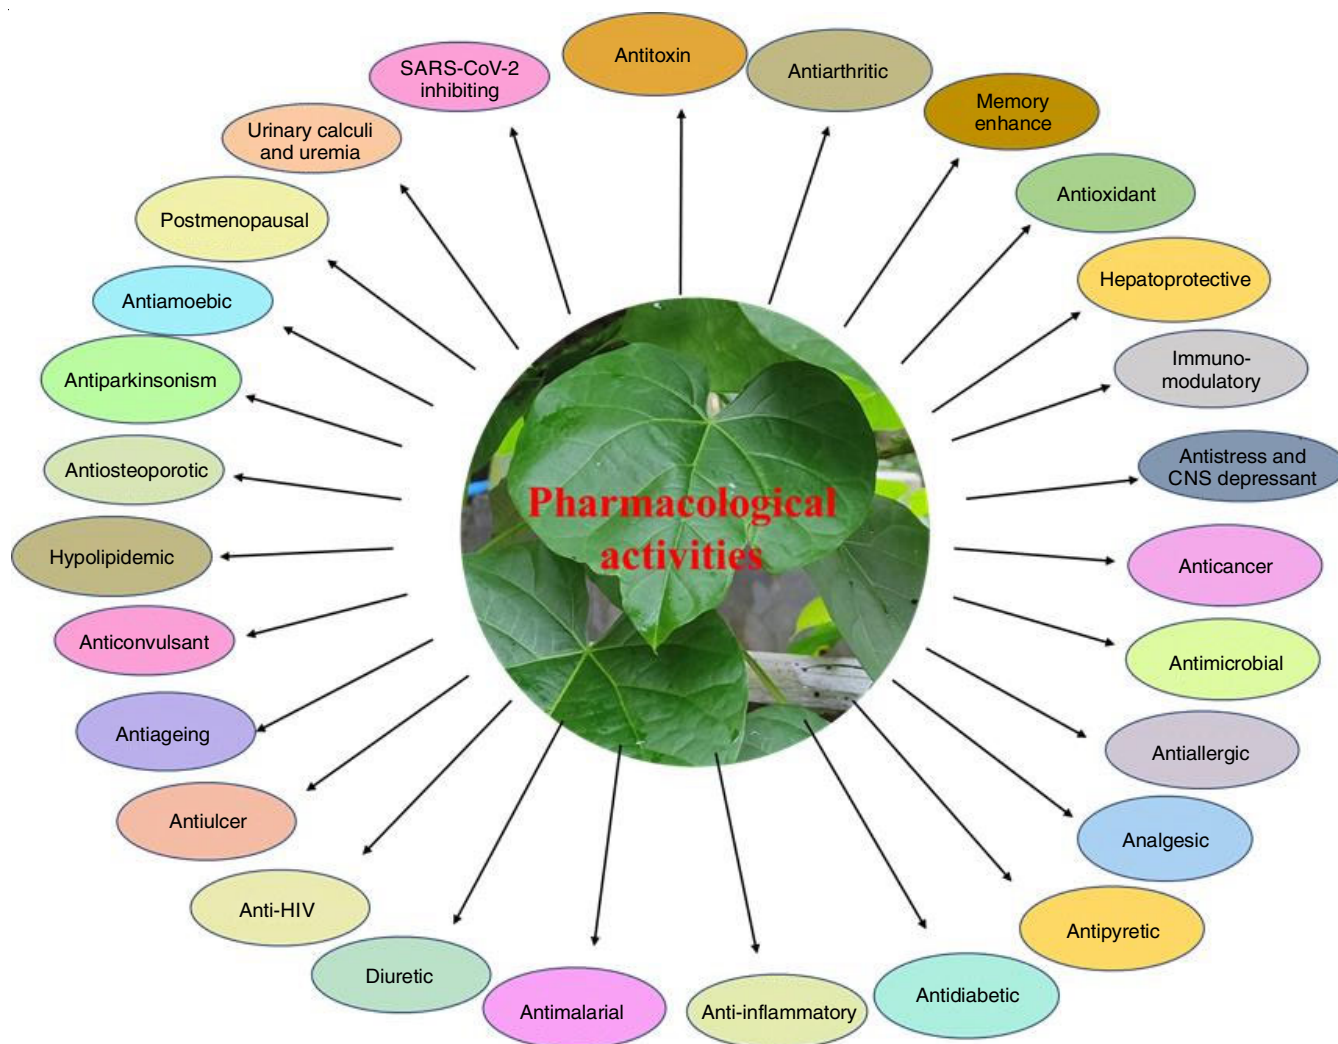 Antitoxin
Antiarthritic
Memory
enhance
Antioxidant
Hepatoprotective
Immuno-
modulatory
Antistress and
CNS depressant
Anticancer
Antimicrobial
Antiallergic
Analgesic
Antipyretic
Antidiabetic
Anti-inflammatory
Antimalarial
Diuretic
Anti-HIV
Antiulcer
Antiageing
Anticonvulsant
Hypolipidemic
Antiosteoporotic
Antiparkinsonism
Antiamoebic
Postmenopausal
Urinary calculi
and uremia
SARS-CoV-2
inhibiting
Pharmacological
activities